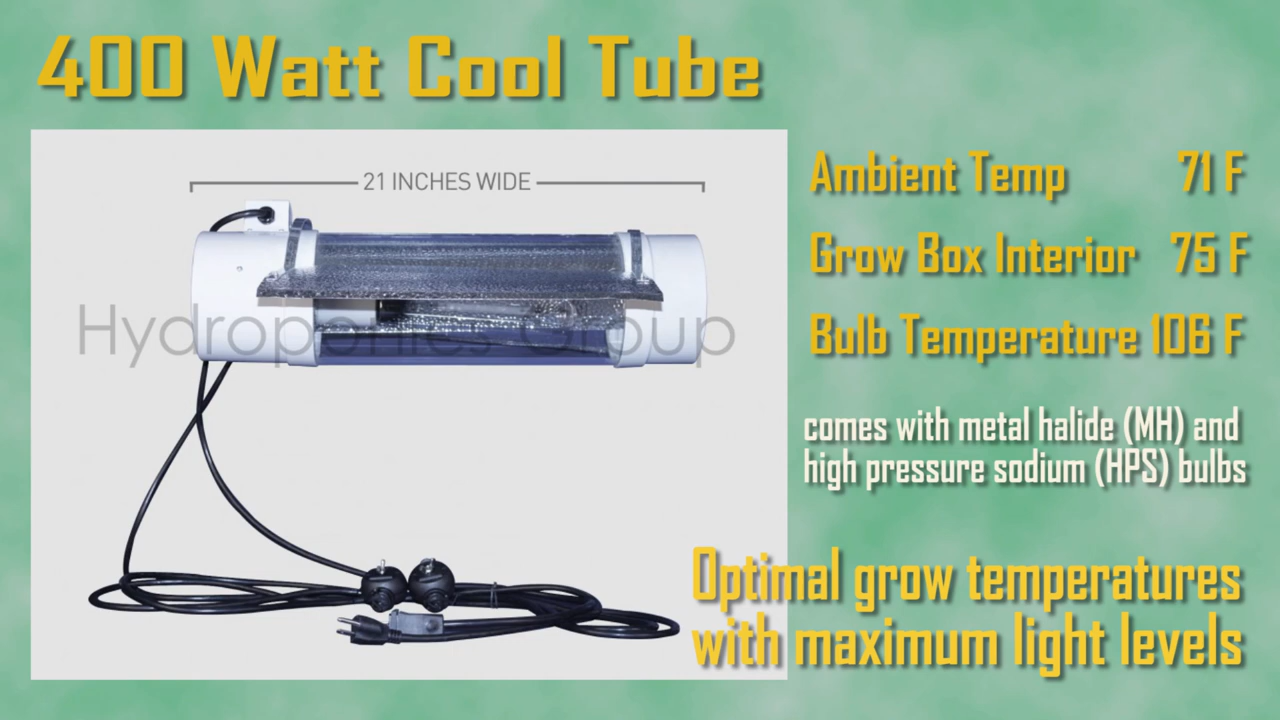 400 Watt Cool Tube
21 INCHES WIDE
Hydroponics Group
Ambient Temp 71 F
Grow Box Interior 75 F
Bulb Temperature 106 F
comes with metal halide (MH) and
high pressure sodium (HPS) bulbs
Optimal grow temperatures
with maximum light levels